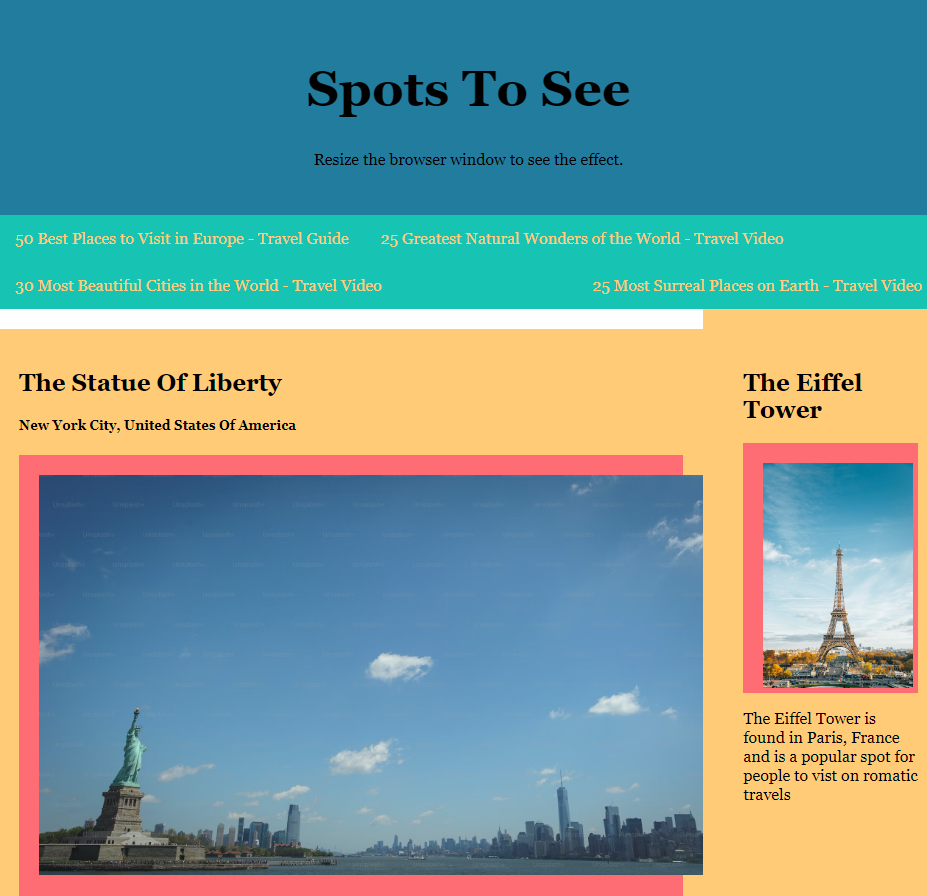 Spots To See
Resize the browser window to see the effect.
50 Best Places to Visit in Europe - Travel Guide
25 Greatest Natural Wonders of the World - Travel Video
30 Most Beautiful Cities in the World - Travel Video
25 Most Surreal Places on Earth - Travel Video
The Statue Of Liberty
New York City, United States Of America
The Eiffel
Tower
The Eiffel Tower is
found in Paris, France
and is a popular spot for
people to vist on romatic
travels